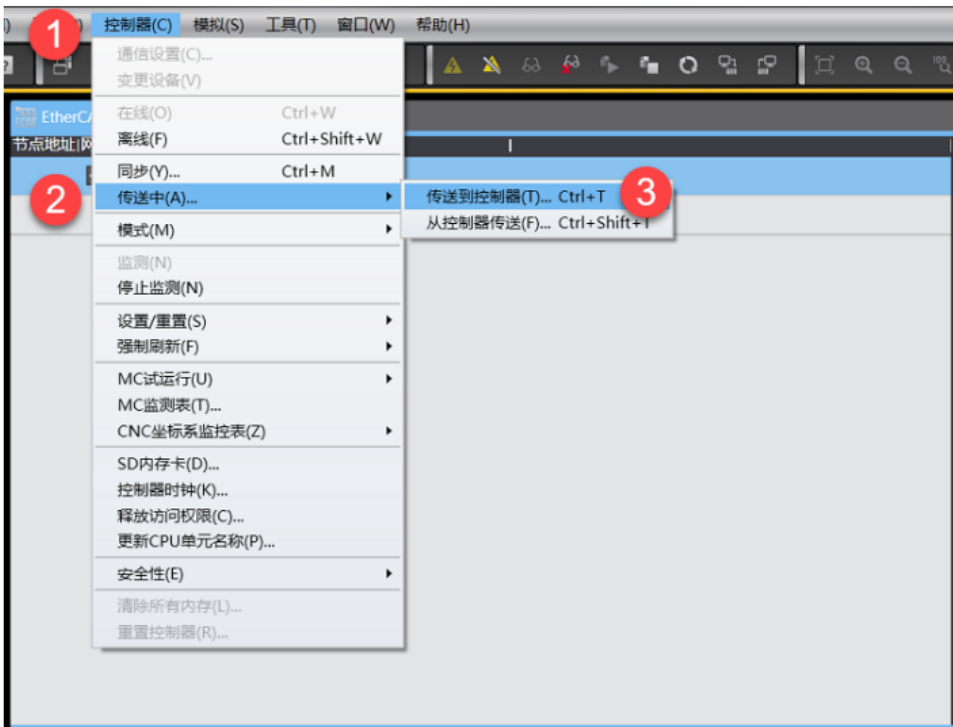 控制器(C) 模拟(S) 工具(T) 窗口(W) 帮助(H)
1
通信设置(C)...
变更设备(V)
EtherCA
在线(O) Ctrl+W
节点地址|网
离线(F) Ctrl+Shift+W
同步(Y)... Ctrl+M
2
传送中(A)...
传送到控制器(T)... Ctrl+T
3
从控制器传送(F)... Ctrl+Shift+T
模式(M)
监测(N)
停止监测(N)
设置/重置(S)
强制刷新(F)
MC试运行(U)
MC监测表(T)...
CNC坐标系监控表(Z)
SD内存卡(D)...
控制器时钟(K)...
释放访问权限(C)...
更新CPU单元名称(P)...
安全性(E)
清除所有内存(L)...
重置控制器(R)...